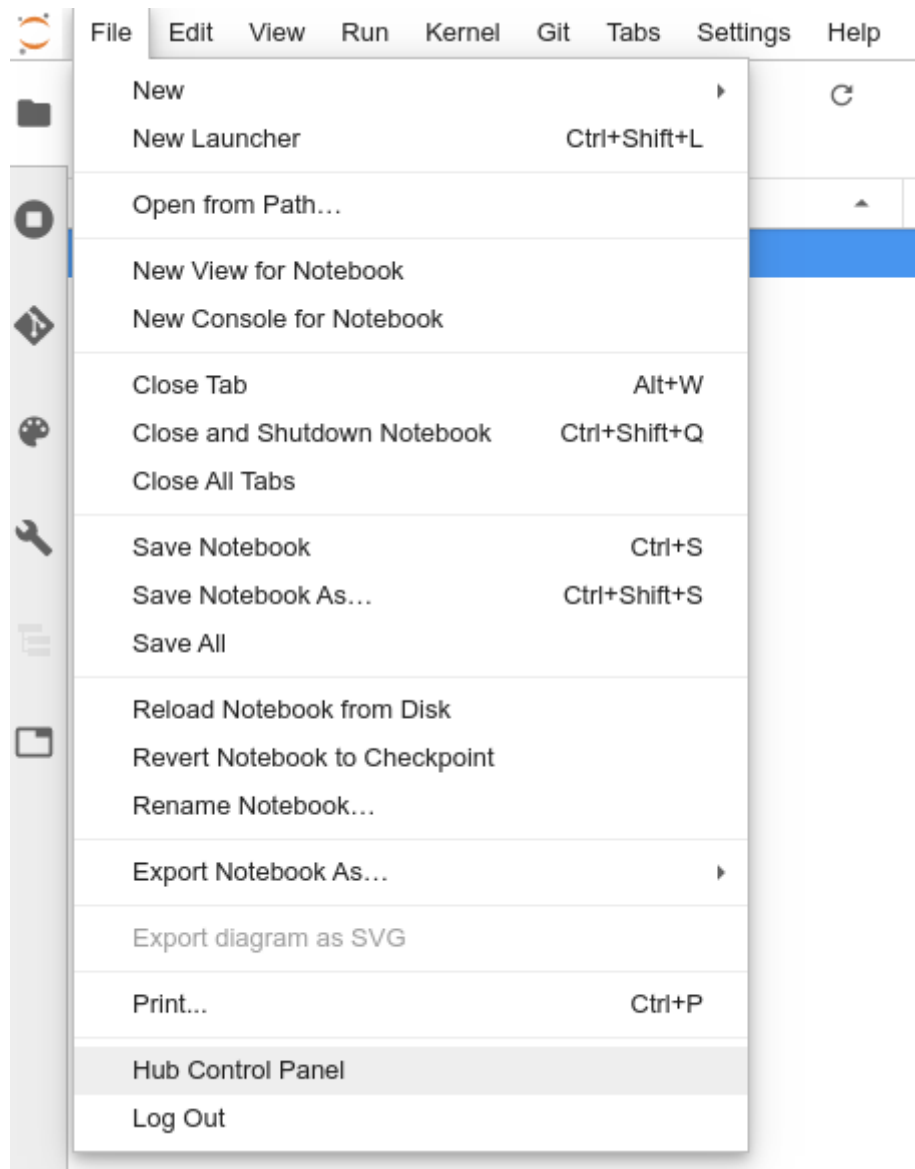 File Edit View Run Kernel Git Tabs Settings Help
New
New Launcher Ctrl+Shift+L
Open from Path…
New View for Notebook
New Console for Notebook
Close Tab Alt+W
Close and Shutdown Notebook Ctrl+Shift+Q
Close All Tabs
Save Notebook Ctrl+S
Save Notebook As… Ctrl+Shift+S
Save All
Reload Notebook from Disk
Revert Notebook to Checkpoint
Rename Notebook…
Export Notebook As…
Export diagram as SVG
Print... Ctrl+P
Hub Control Panel
Log Out